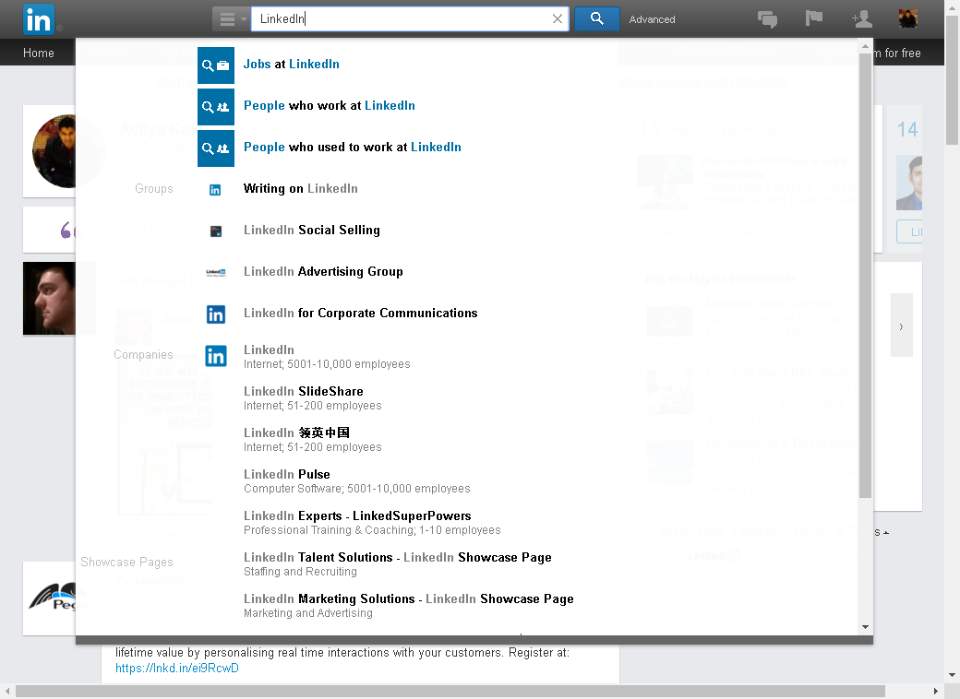 in
LinkedIn
Advanced
Home
m for free
Jobs at LinkedIn
People who work at LinkedIn
People who used to work at LinkedIn
14
Groups
Writing on LinkedIn
LinkedIn Social Selling
LinkedIn Advertising Group
in
LinkedIn for Corporate Communications
Companies
in
LinkedIn
Internet; 5001-10,000 employees
LinkedIn SlideShare
Internet; 51-200 employees
LinkedIn 领英中国
Internet; 51-200 employees
LinkedIn Pulse
Computer Software; 5001-10,000 employees
LinkedIn Experts - LinkedSuperPowers
Professional Training & Coaching; 1-10 employees
Showcase Pages
LinkedIn Talent Solutions - LinkedIn Showcase Page
Staffing and Recruiting
LinkedIn Marketing Solutions - LinkedIn Showcase Page
Marketing and Advertising
lifetime value by personalising real time interactions with your customers. Register at:
https://lnkd.in/ei9RcwD